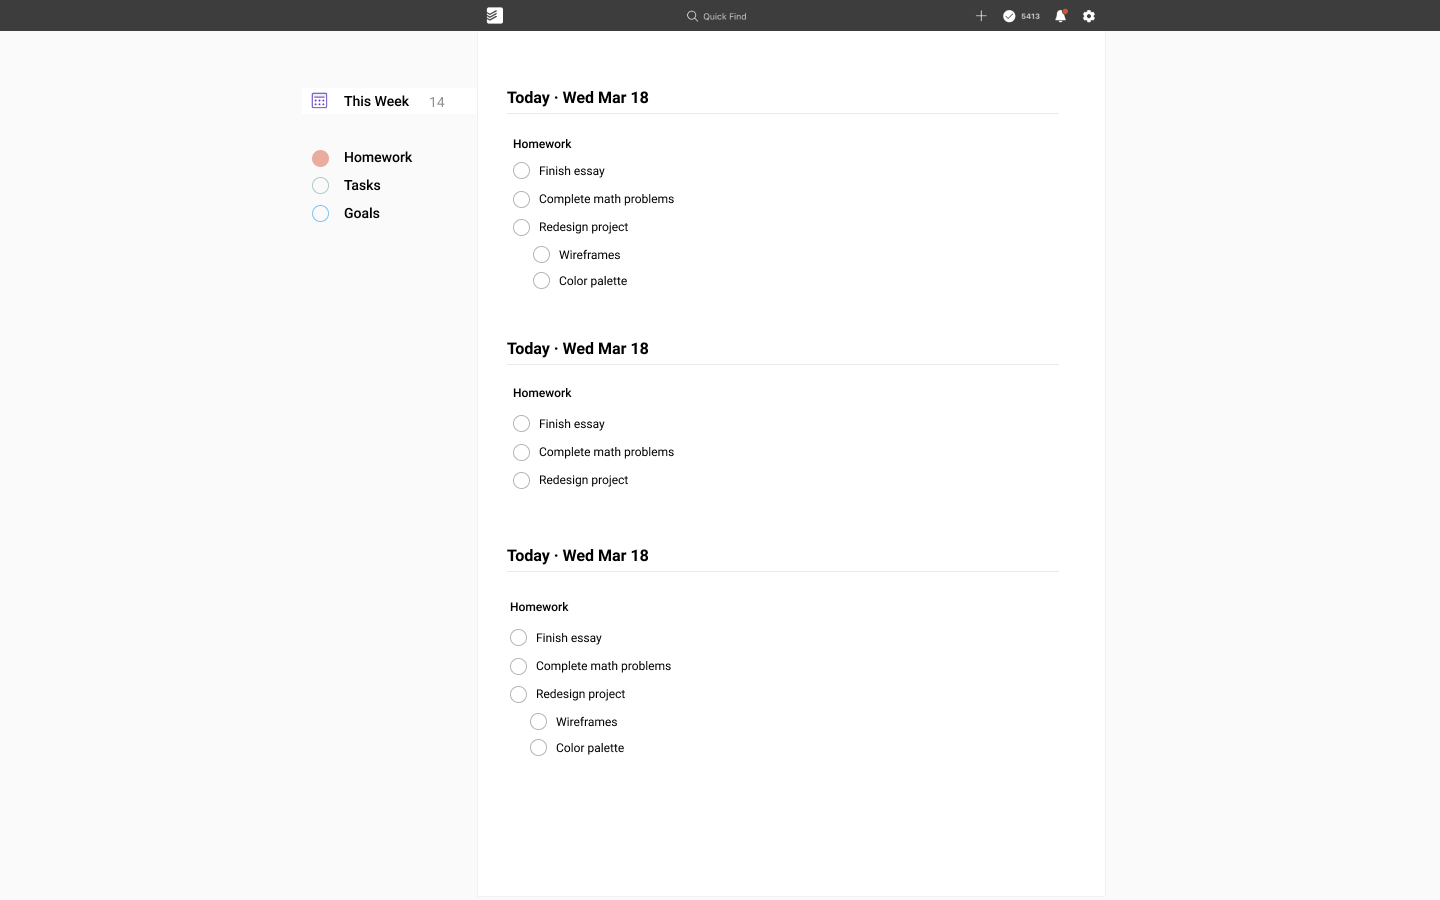 Quick Find
5413
This Week 14
Homework
Tasks
Goals
Today · Wed Mar 18
Homework
Finish essay
Complete math problems
Redesign project
Wireframes
Color palette
Today · Wed Mar 18
Homework
Finish essay
Complete math problems
Redesign project
Today · Wed Mar 18
Homework
Finish essay
Complete math problems
Redesign project
Wireframes
Color palette